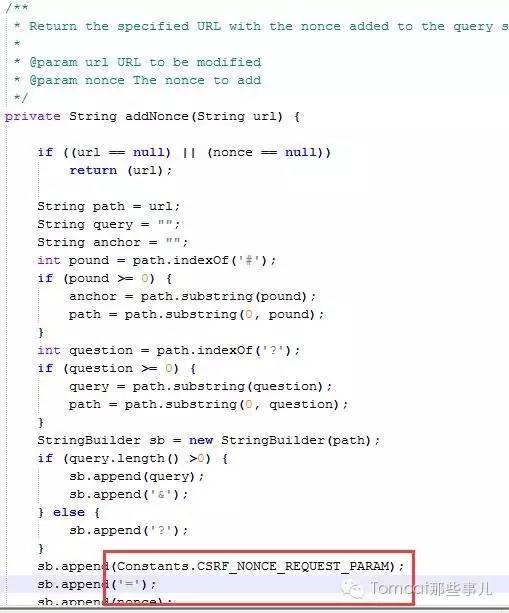 /**
 * Return the specified URL with the nonce added to the query s
 *
 * @param url URL to be modified
 * @param nonce The nonce to add
 */
private String addNonce(String url) {

    if ((url == null) || (nonce == null))
        return (url);

    String path = url;
    String query = "";
    String anchor = "";
    int pound = path.indexOf('#');
    if (pound >= 0) {
        anchor = path.substring(pound);
        path = path.substring(0, pound);
    }
    int question = path.indexOf('?');
    if (question >= 0) {
        query = path.substring(question);
        path = path.substring(0, question);
    }
    StringBuilder sb = new StringBuilder(path);
    if (query.length() >0) {
        sb.append(query);
        sb.append('&');
    } else {
        sb.append('?');
    }
    sb.append(Constants.CSRF_NONCE_REQUEST_PARAM);
    sb.append('=');
    sb.append(nonce);
Tomcat那些事儿